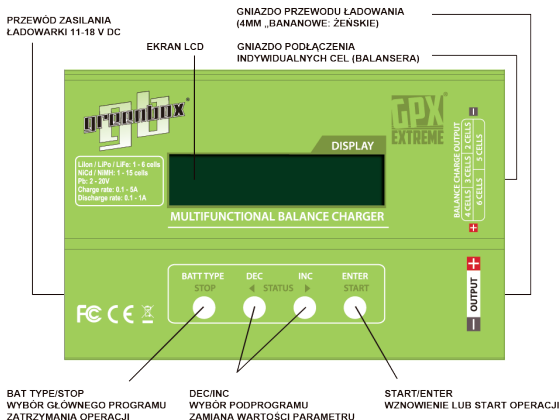 PRZEWÓD ZASILANIA
ŁADOWARKI 11-18 V DC
EKRAN LCD
GNIAZDO PRZEWODU ŁADOWANIA
(4MM „BANANOWE: ŻEŃSKIE)
GNIAZDO PODŁĄCZENIA
INDYWIDUALNYCH CEL (BALANSERA)
gb
greenbox®
GPX
EXTREME
DISPLAY
LiIon / LiPo / LiFe: 1 - 6 cells
NiCd / NiMH: 1 - 15 cells
Pb: 2 - 20V
Charge rate: 0.1 - 5A
Discharge rate: 0.1 - 1A
MULTIFUNCTIONAL BALANCE CHARGER
BALANCE CHARGE OUTPUT
4 CELLS 3 CELLS 2 CELLS
6 CELLS 5 CELLS
BATT TYPE
STOP
DEC
INC
STATUS
ENTER
START
OUTPUT
FC CE
BAT TYPE/STOP
WYBÓR GŁÓWNEGO PROGRAMU
ZATRZYMANIA OPERACJI
DEC/INC
WYBÓR PODPROGRAMU
ZAMIANA WARTOŚCI PARAMETRU
START/ENTER
WZNOWIENIE LUB START OPERACJI